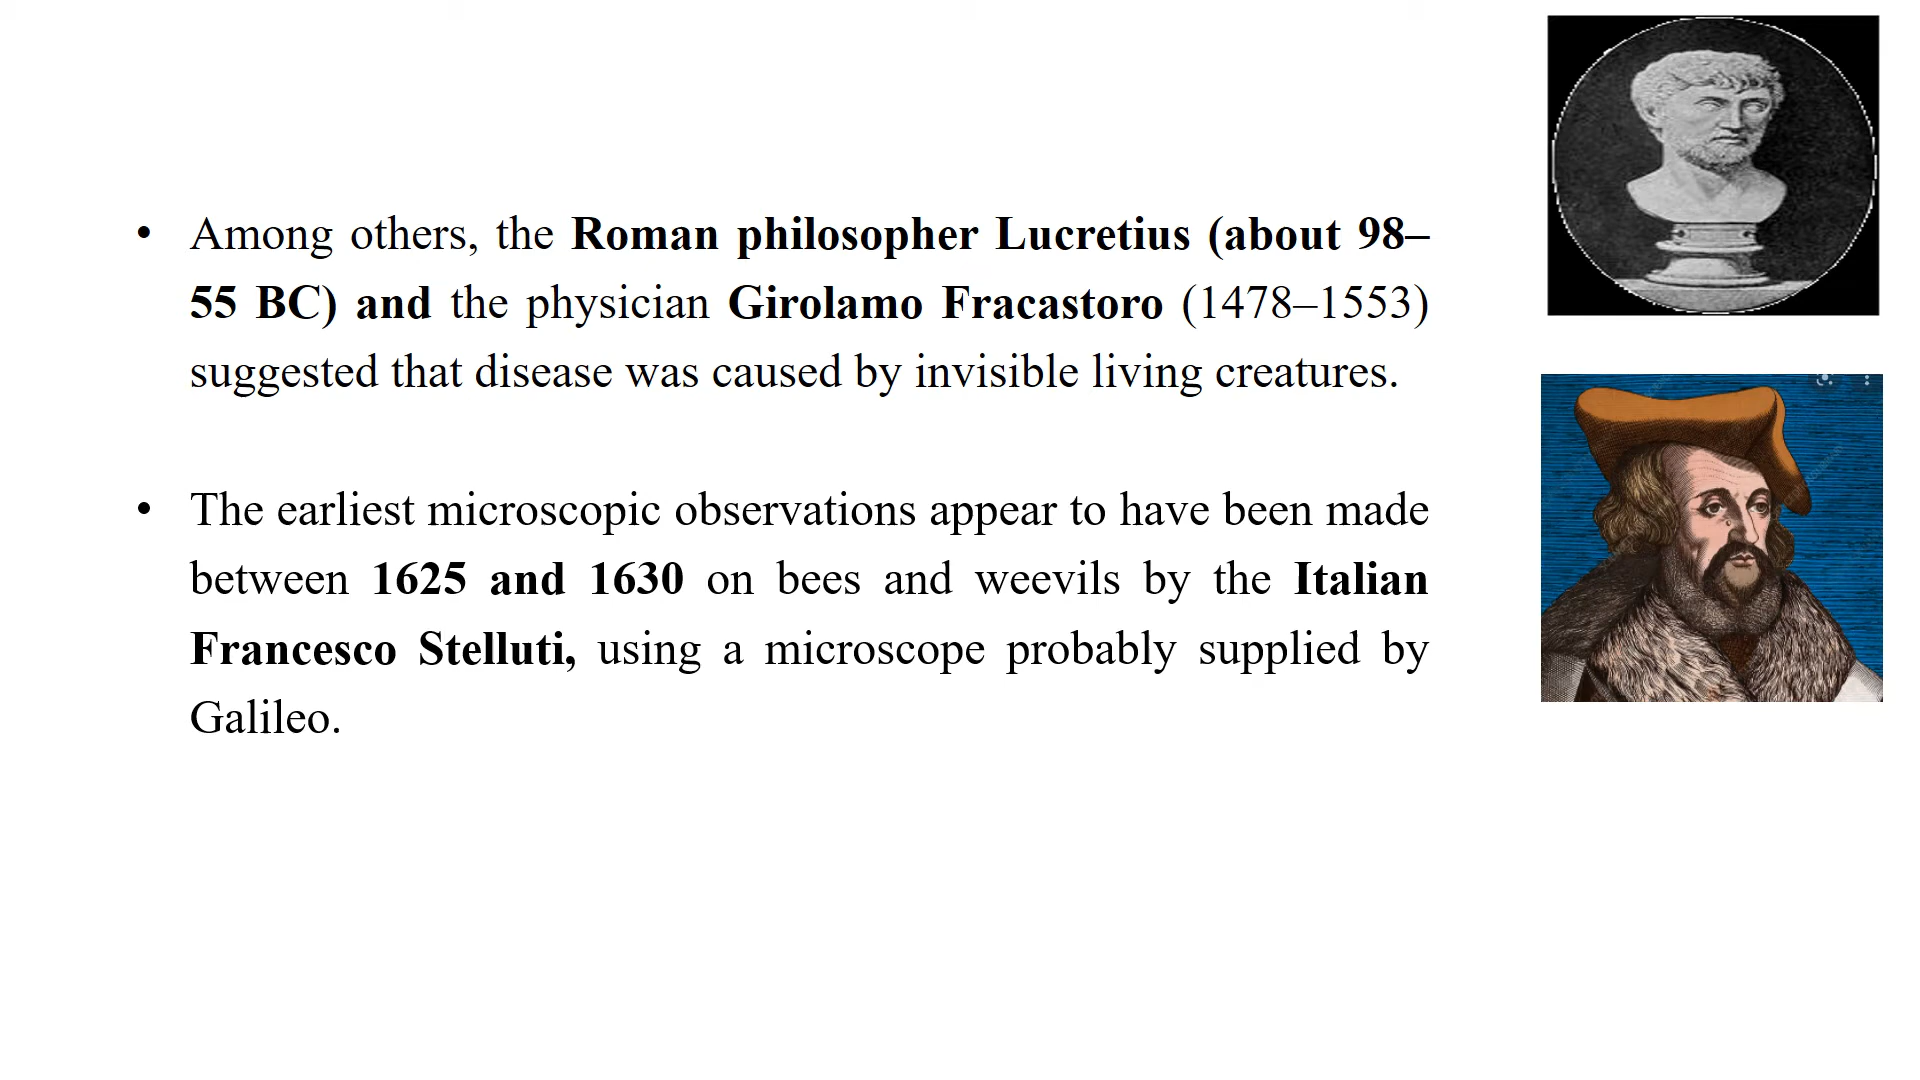 • Among others, the Roman philosopher Lucretius (about 98–
55 BC) and the physician Girolamo Fracastoro (1478–1553)
suggested that disease was caused by invisible living creatures.
• The earliest microscopic observations appear to have been made
between 1625 and 1630 on bees and weevils by the Italian
Francesco Stelluti, using a microscope probably supplied by
Galileo.